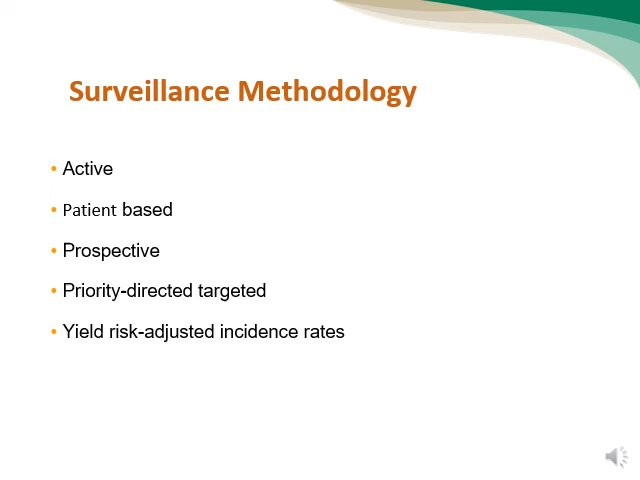 Surveillance Methodology
• Active
• Patient based
• Prospective
• Priority-directed targeted
• Yield risk-adjusted incidence rates